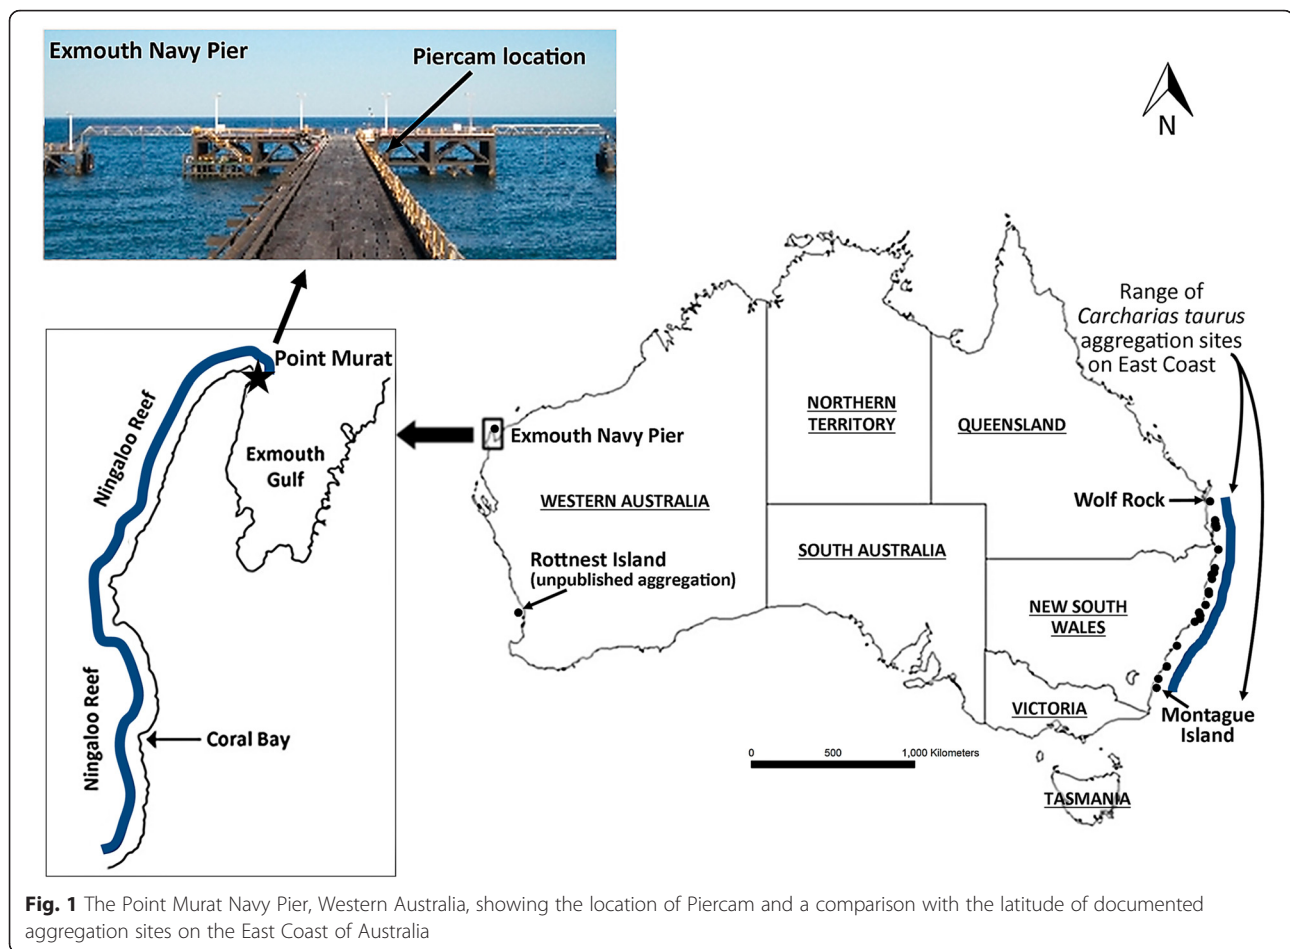 Exmouth Navy Pier
Piercam location
N
Point Murat
Ningaloo Reef
Exmouth
Gulf
Ningaloo Reef
Coral Bay
Range of
Carcharias taurus
aggregation sites
on East Coast
NORTHERN
TERRITORY
QUEENSLAND
Exmouth Navy Pier
WESTERN AUSTRALIA
Wolf Rock
SOUTH AUSTRALIA
Rottnest Island
(unpublished aggregation)
NEW SOUTH
WALES
VICTORIA
Montague
Island
0 500 1,000 Kilometers
TASMANIA
Fig. 1 The Point Murat Navy Pier, Western Australia, showing the location of Piercam and a comparison with the latitude of documented
aggregation sites on the East Coast of Australia